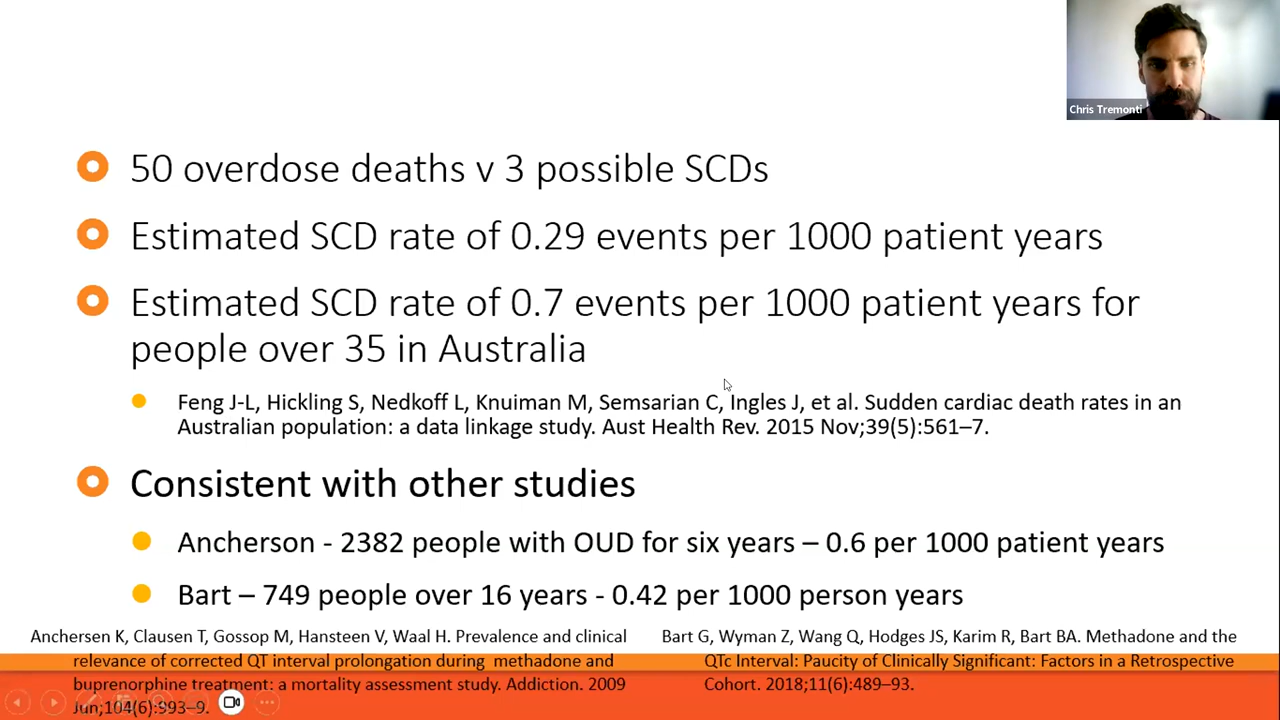 Chris Tremonti
50 overdose deaths v 3 possible SCDs
Estimated SCD rate of 0.29 events per 1000 patient years
Estimated SCD rate of 0.7 events per 1000 patient years for
people over 35 in Australia
Feng J-L, Hickling S, Nedkoff L, Knuiman M, Semsarian C, Ingles J, et al. Sudden cardiac death rates in an
Australian population: a data linkage study. Aust Health Rev. 2015 Nov;39(5):561–7.
Consistent with other studies
Ancherson - 2382 people with OUD for six years – 0.6 per 1000 patient years
Bart – 749 people over 16 years - 0.42 per 1000 person years
Anchersen K, Clausen T, Gossop M, Hansteen V, Waal H. Prevalence and clinical
relevance of corrected QT interval prolongation during methadone and
buprenorphine treatment: a mortality assessment study. Addiction. 2009
Jun;104(6):993–9.
Bart G, Wyman Z, Wang Q, Hodges JS, Karim R, Bart BA. Methadone and the
QTc Interval: Paucity of Clinically Significant: Factors in a Retrospective
Cohort. 2018;11(6):489–93.